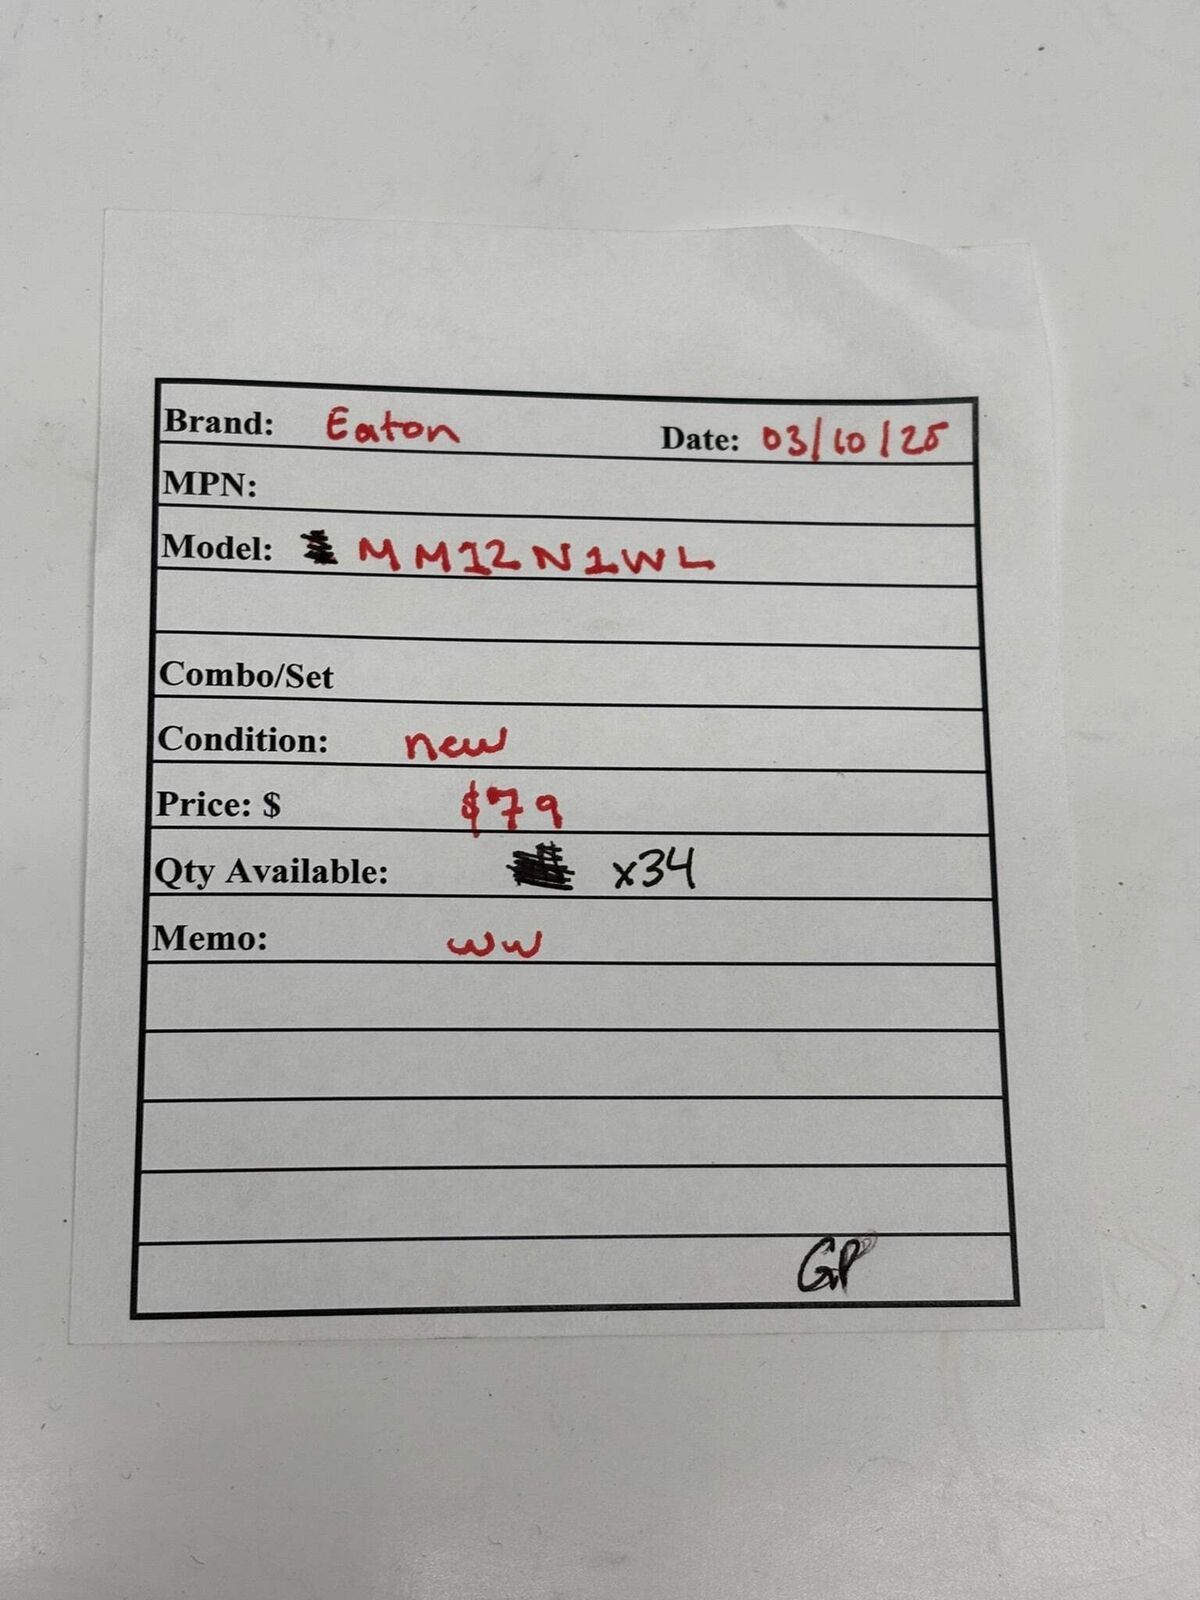 Brand: Eaton Date: 03/10/25
MPN:
Model: MM12N1WL
Combo/Set
Condition: new
Price: $ $79
Qty Available: x34
Memo: WW
GP